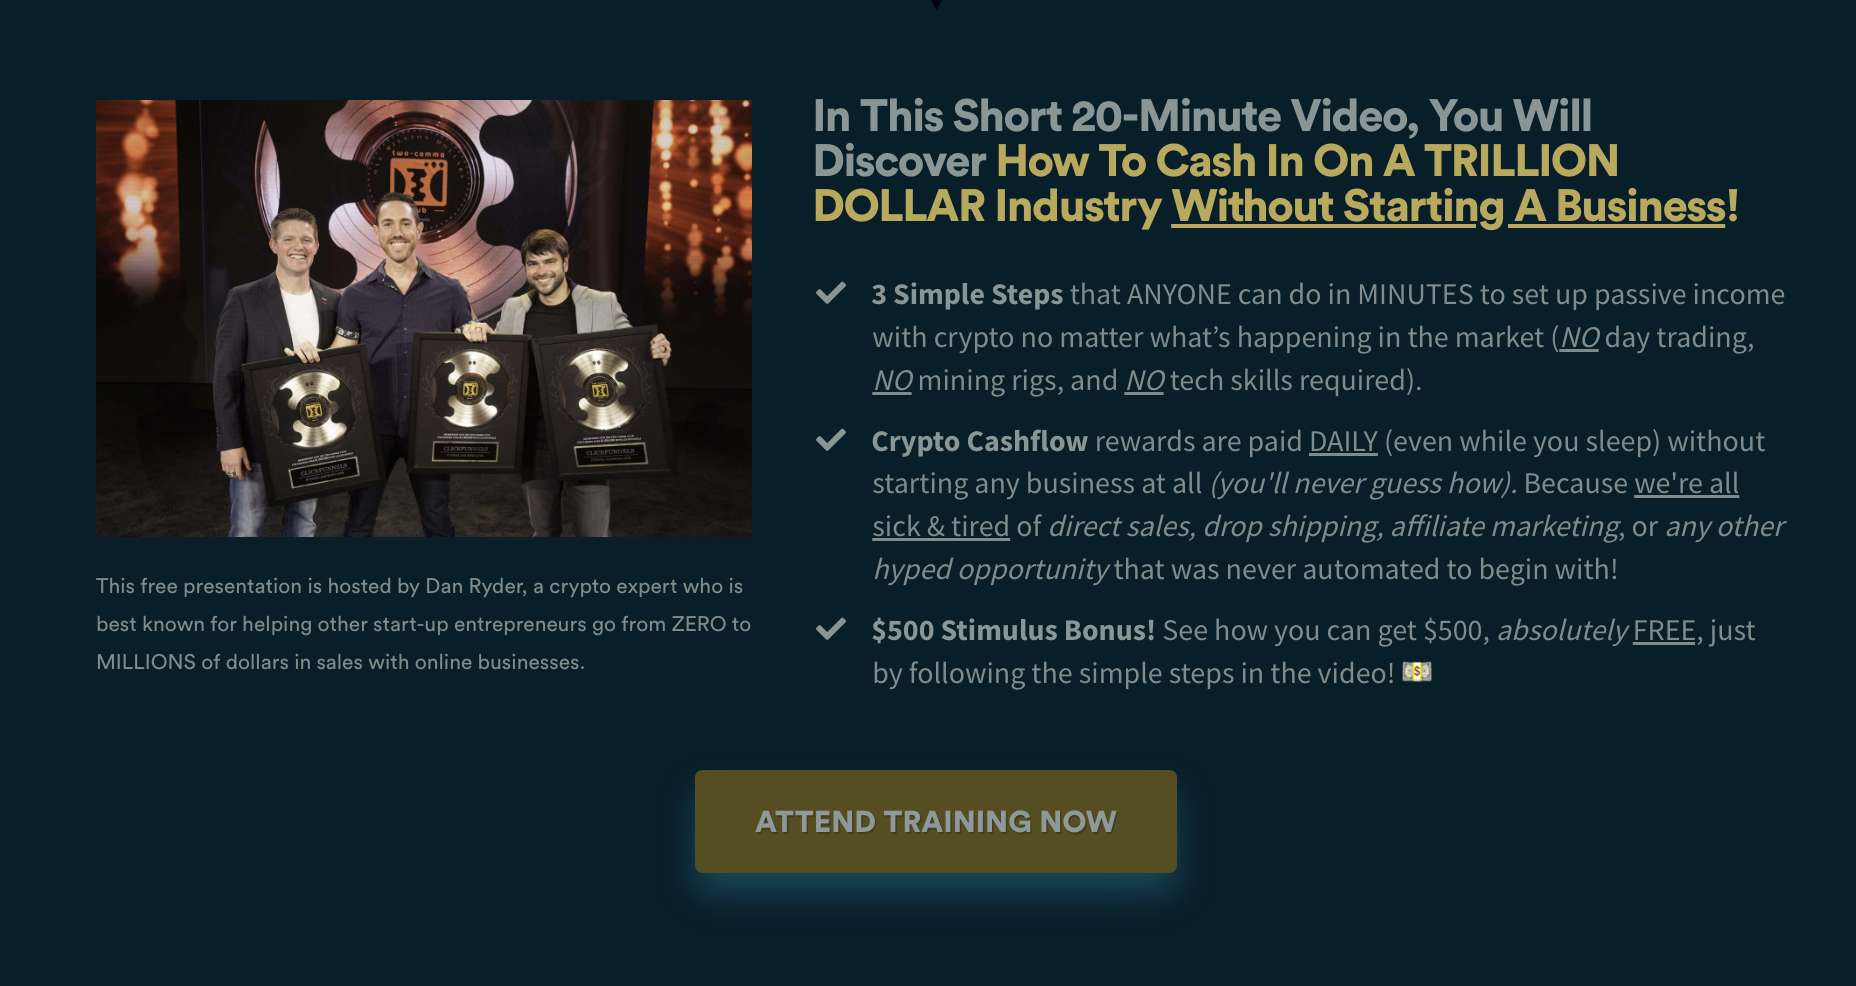 two-comma
CLICKFUNNELS
CLICKFUNNELS
CLICKFUNNELS
This free presentation is hosted by Dan Ryder, a crypto expert who is
best known for helping other start-up entrepreneurs go from ZERO to
MILLIONS of dollars in sales with online businesses.
In This Short 20-Minute Video, You Will
Discover How To Cash In On A TRILLION
DOLLAR Industry Without Starting A Business!
3 Simple Steps that ANYONE can do in MINUTES to set up passive income
with crypto no matter what’s happening in the market (NO day trading,
NO mining rigs, and NO tech skills required).
Crypto Cashflow rewards are paid DAILY (even while you sleep) without
starting any business at all (you'll never guess how). Because we're all
sick & tired of direct sales, drop shipping, affiliate marketing, or any other
hyped opportunity that was never automated to begin with!
$500 Stimulus Bonus! See how you can get $500, absolutely FREE, just
by following the simple steps in the video! 💵
ATTEND TRAINING NOW